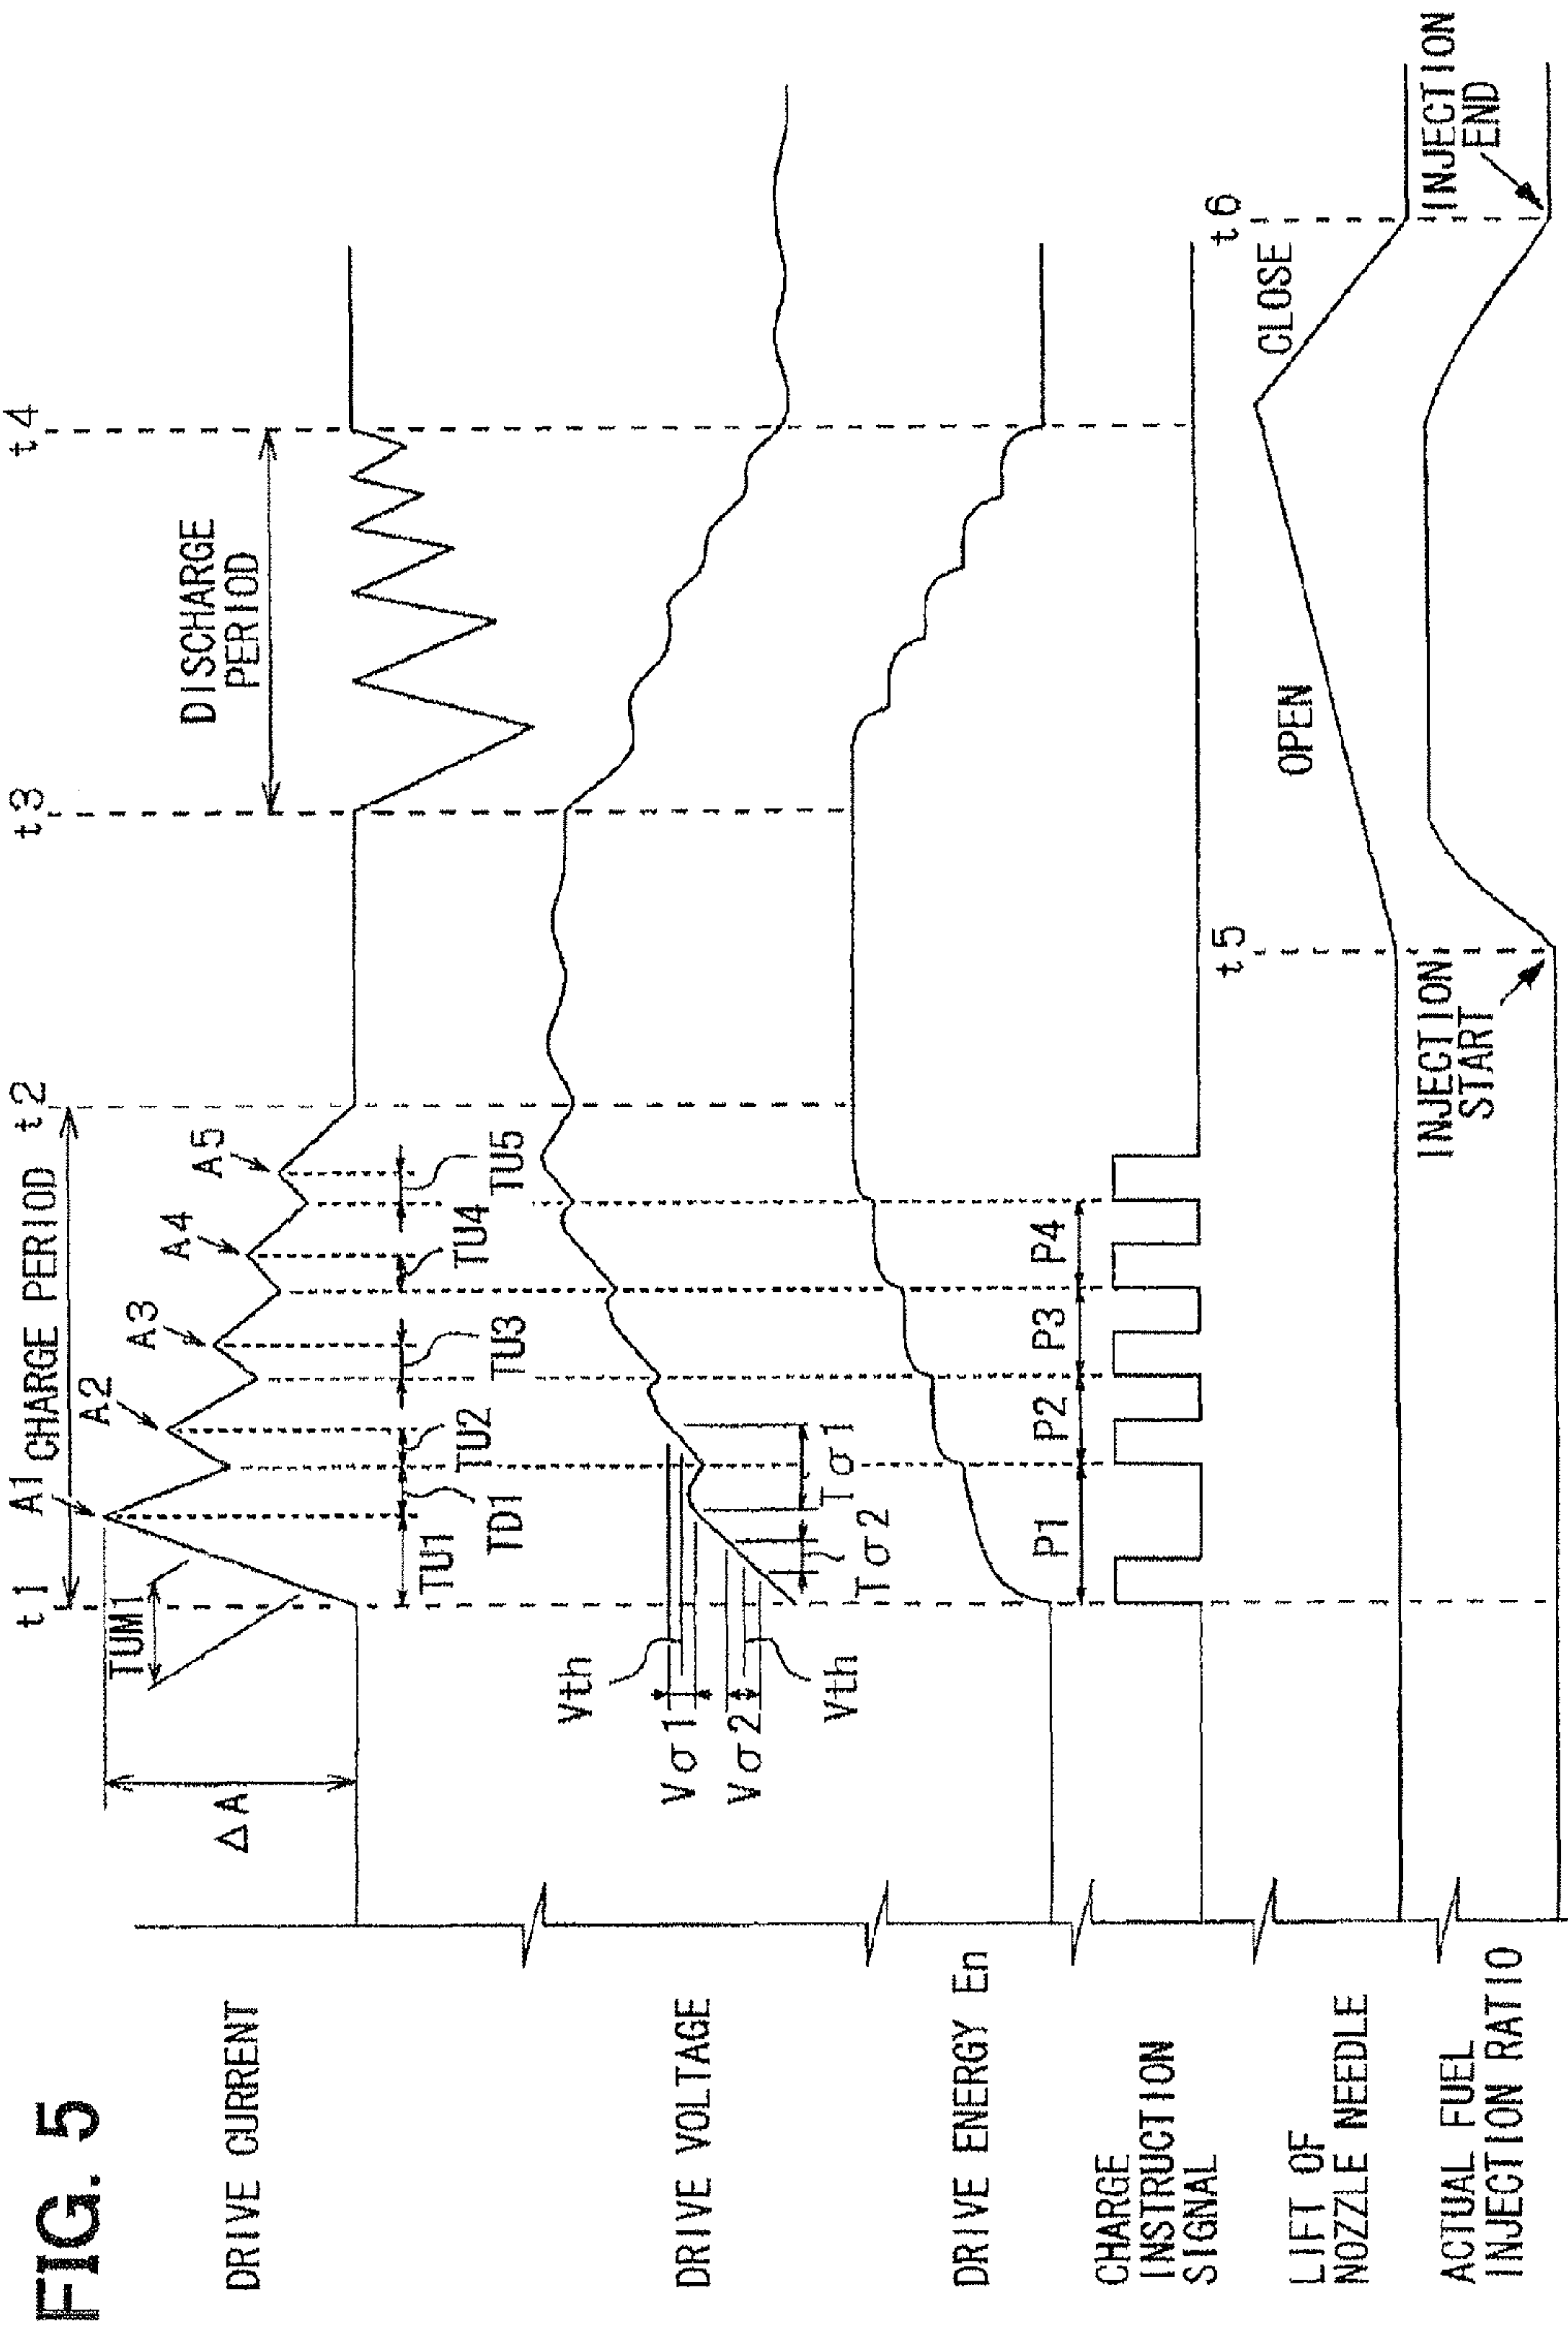 FIG. 5
t1
t2
t3
t4
CHARGE PERIOD
DISCHARGE
PERIOD
A1
A2
A3
A4
A5
TUM1
ΔA
DRIVE CURRENT
TU1
TD1
TU2
TU3
TU4
TU5
Vth
Vσ1
DRIVE VOLTAGE
Vσ2
Vth
Tσ1
Tσ2
DRIVE ENERGY En
P1
P2
P3
P4
CHARGE
INSTRUCTION
SIGNAL
t5
t6
OPEN
CLOSE
LIFT OF
NOZZLE NEEDLE
INJECTION
START
INJECTION
END
ACTUAL FUEL
INJECTION RATIO